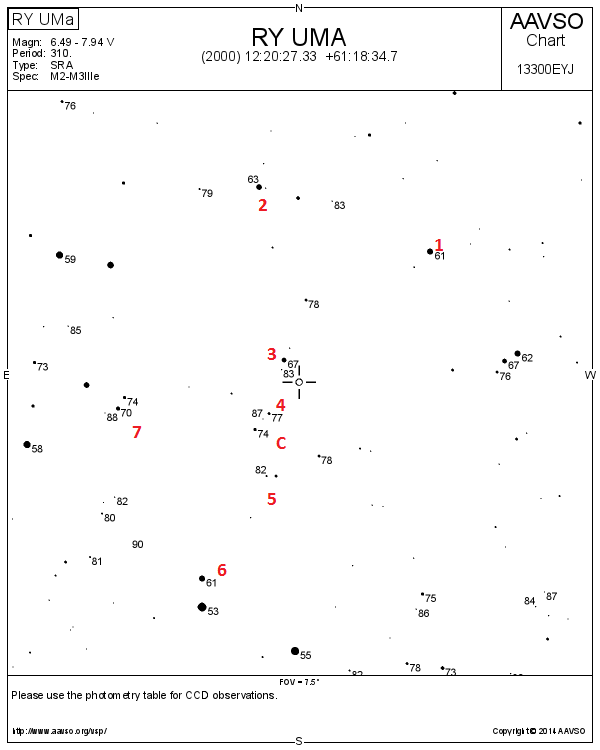 N
RY UMa
Magn: 6.49 - 7.94 V
Period: 310.
Type: SRA
Spec: M2-M3IIIe
RY UMA
(2000) 12:20:27.33 +61:18:34.7
AAVSO
Chart
13300EYJ
76
63
79
2
83
1
61
59
78
85
3
67
62
67
73
83
76
E
W
74
4
70
87
77
88
7
74
C
58
78
82
5
82
80
90
81
6
61
75
87
84
86
53
55
78
73
82
FOV = 7.5°
Please use the photometry table for CCD observations.
http://www.aavso.org/vsp/
Copyright © 2014 AAVSO
S